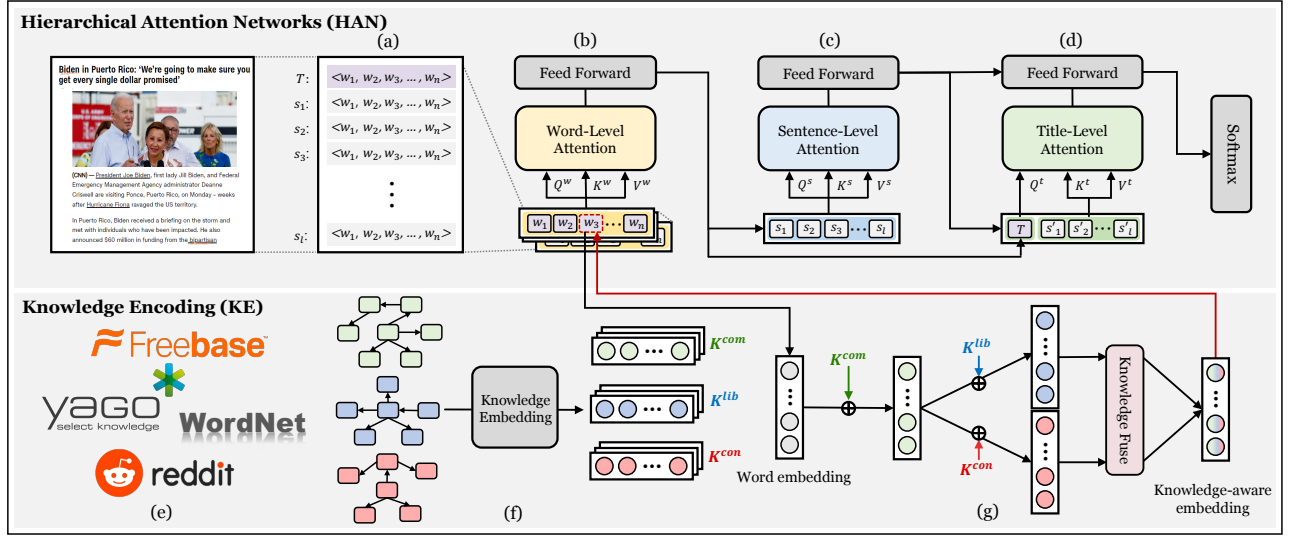 Hierarchical Attention Networks (HAN)
(a)
(b)
(c)
(d)
Biden in Puerto Rico: 'We're going to make sure you
get every single dollar promised'
(CNN) — President Joe Biden, first lady Jill Biden, and Federal
Emergency Management Agency administrator Deanne
Criswell are visiting Ponce, Puerto Rico, on Monday – weeks
after Hurricane Fiona ravaged the US territory.
In Puerto Rico, Biden received a briefing on the storm and
met with individuals who have been impacted. He also
announced $60 million in funding from the bipartisan
T: <w₁, w₂, w₃, … , wₙ>
s₁: <w₁, w₂, w₃, … , wₙ>
s₂: <w₁, w₂, w₃, … , wₙ>
s₃: <w₁, w₂, w₃, … , wₙ>
sₗ: <w₁, w₂, w₃, … , wₙ>
Feed Forward
Word-Level
Attention
Qʷ Kʷ Vʷ
w₁ w₂ w₃ ⋯ wₙ
Feed Forward
Sentence-Level
Attention
Qˢ Kˢ Vˢ
s₁ s₂ s₃ ⋯ sₗ
Feed Forward
Title-Level
Attention
Qᵗ Kᵗ Vᵗ
T s'₁ s'₂ ⋯ s'ₗ
Softmax
Knowledge Encoding (KE)
Freebase
yago
select knowledge
WordNet
reddit
(e)
Knowledge
Embedding
(f)
K^com
K^lib
K^con
Word embedding
K^com
K^lib
K^con
(g)
Knowledge Fuse
Knowledge-aware
embedding